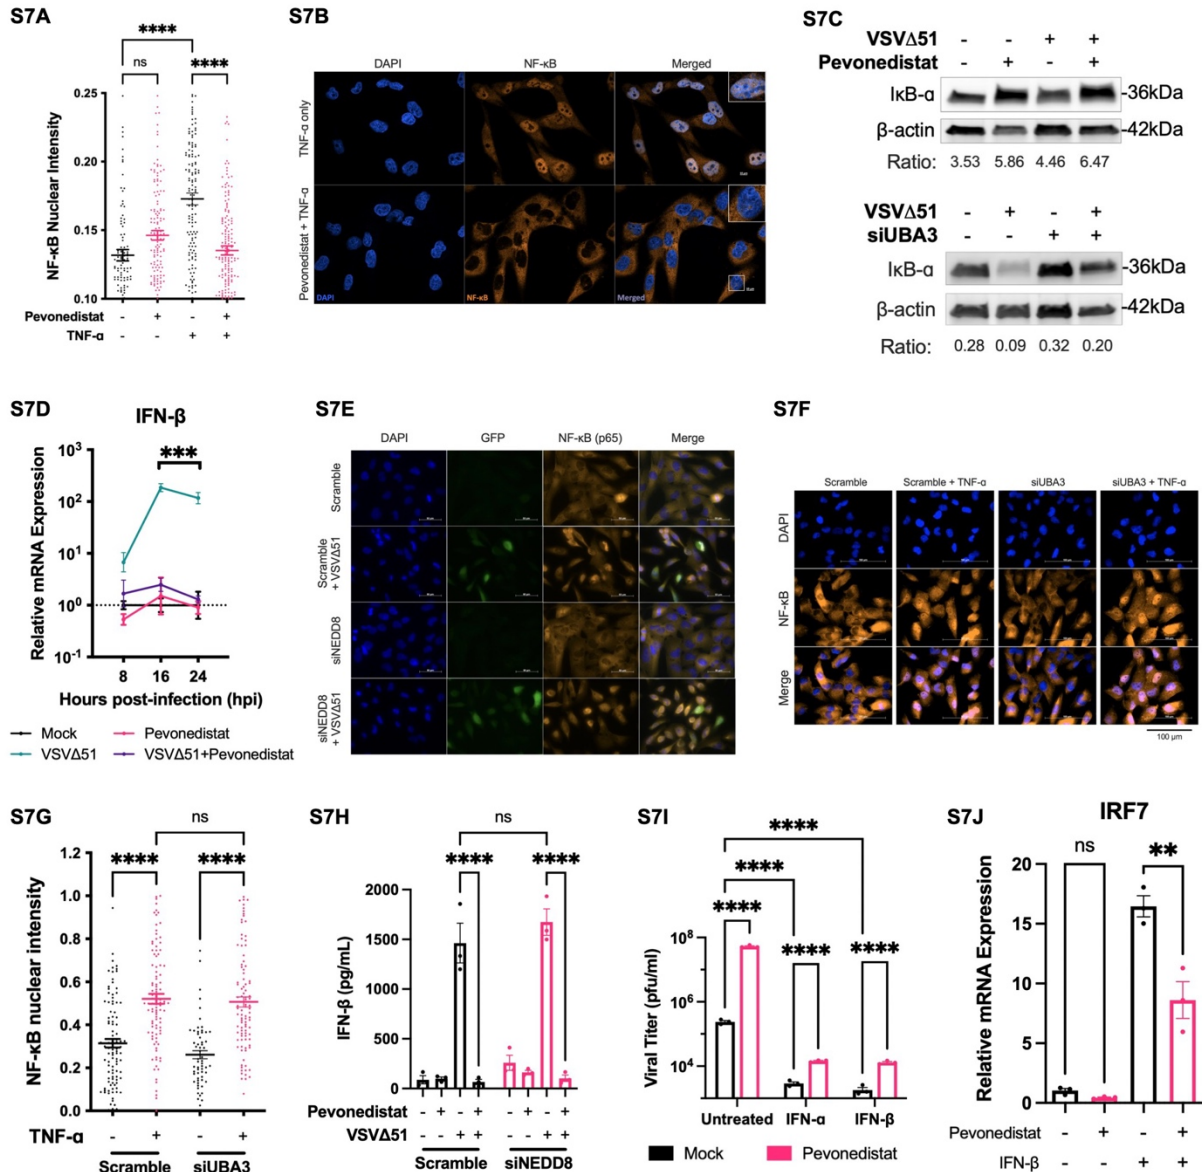 S7A
**** 
ns
****
NF-κB Nuclear Intensity
0.25
0.20
0.15
0.10
Pevonedistat - + - +
TNF-α - - + +
S7B
DAPI NF-κB Merged
TNF-α only
Pevonedistat + TNF-α
DAPI NF-κB Merged
S7C
VSVΔ51 - - + +
Pevonedistat - + - +
IκB-α -36kDa
β-actin -42kDa
Ratio: 3.53 5.86 4.46 6.47
VSVΔ51 - + - +
siUBA3 - - + +
IκB-α -36kDa
β-actin -42kDa
Ratio: 0.28 0.09 0.32 0.20
S7D
IFN-β
***
Relative mRNA Expression
10³
10²
10¹
10⁰
10⁻¹
8 16 24
Hours post-infection (hpi)
Mock Pevonedistat
VSVΔ51 VSVΔ51+Pevonedistat
S7E
DAPI GFP NF-κB (p65) Merge
Scramble
Scramble
+ VSVΔ51
siNEDD8
siNEDD8
+ VSVΔ51
S7F
Scramble Scramble + TNF-α siUBA3 siUBA3 + TNF-α
DAPI
NF-κB
Merge
100 µm
S7G
ns
**** ****
NF-κB nuclear intensity
1.2
1.0
0.8
0.6
0.4
0.2
0.0
TNF-α - + - +
Scramble siUBA3
S7H
ns
**** ****
IFN-β (pg/mL)
2000
1500
1000
500
0
Pevonedistat - + - + - + - +
VSVΔ51 - - + + - - + +
Scramble siNEDD8
S7I
****
****
****
**** ****
Viral Titer (pfu/ml)
10⁸
10⁶
10⁴
Untreated IFN-α IFN-β
Mock Pevonedistat
S7J
IRF7
ns **
Relative mRNA Expression
20
15
10
5
0
Pevonedistat - + - +
IFN-β - - + +